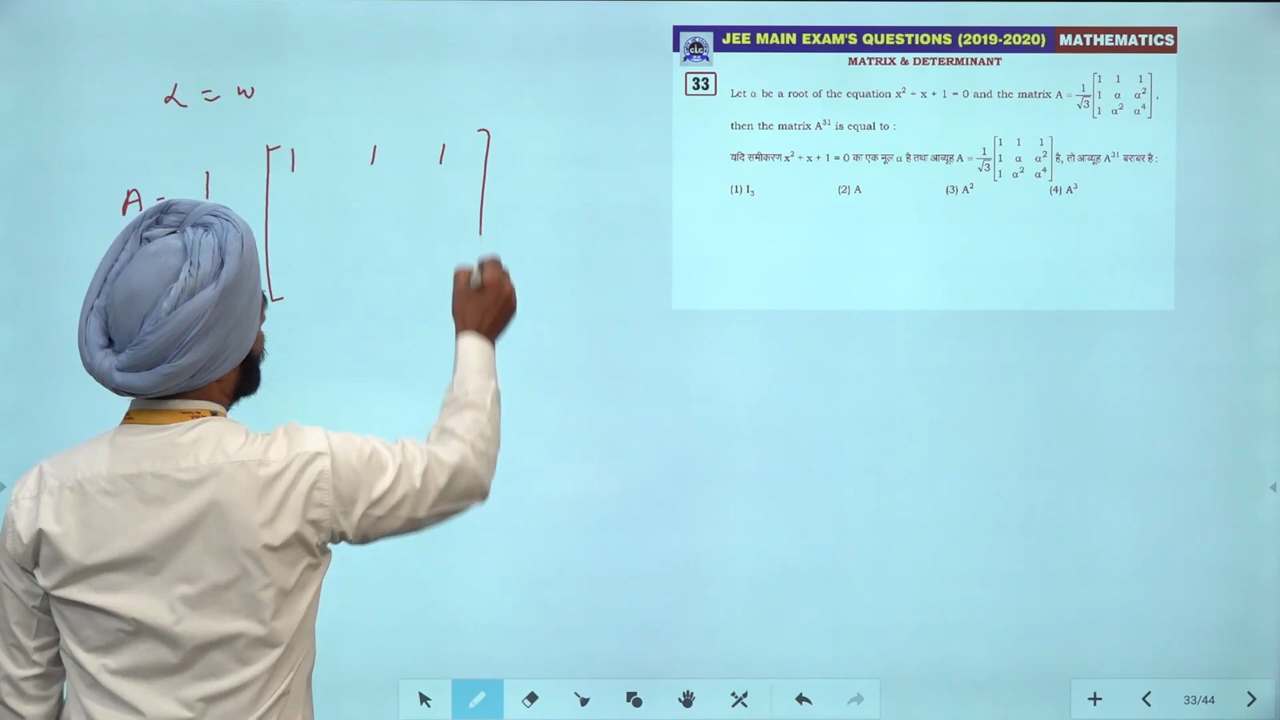 JEE MAIN EXAM'S QUESTIONS (2019-2020) MATHEMATICS
CLC
MATRIX & DETERMINANT
33
Let α be a root of the equation x² + x + 1 = 0 and the matrix A = 1/√3 [1 1 1; 1 α α²; 1 α² α⁴],
then the matrix A³¹ is equal to :
यदि समीकरण x² + x + 1 = 0 का एक मूल α है तथा आव्यूह A = 1/√3 [1 1 1; 1 α α²; 1 α² α⁴] है, तो आव्यूह A³¹ बराबर है :
(1) I₃ (2) A (3) A² (4) A³
α = w
A = 1 [1 1 1]
33/44